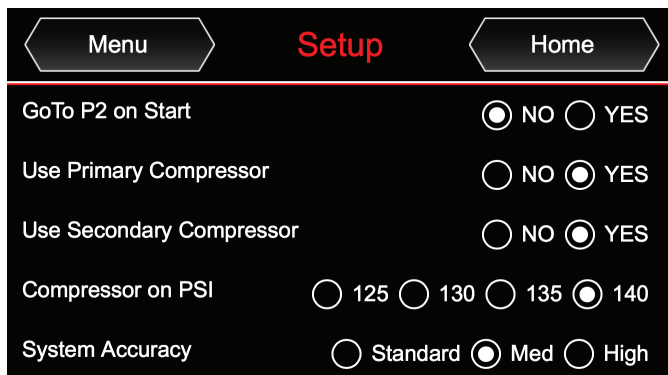 Menu Setup Home
GoTo P2 on Start NO YES
Use Primary Compressor NO YES
Use Secondary Compressor NO YES
Compressor on PSI 125 130 135 140
System Accuracy Standard Med High